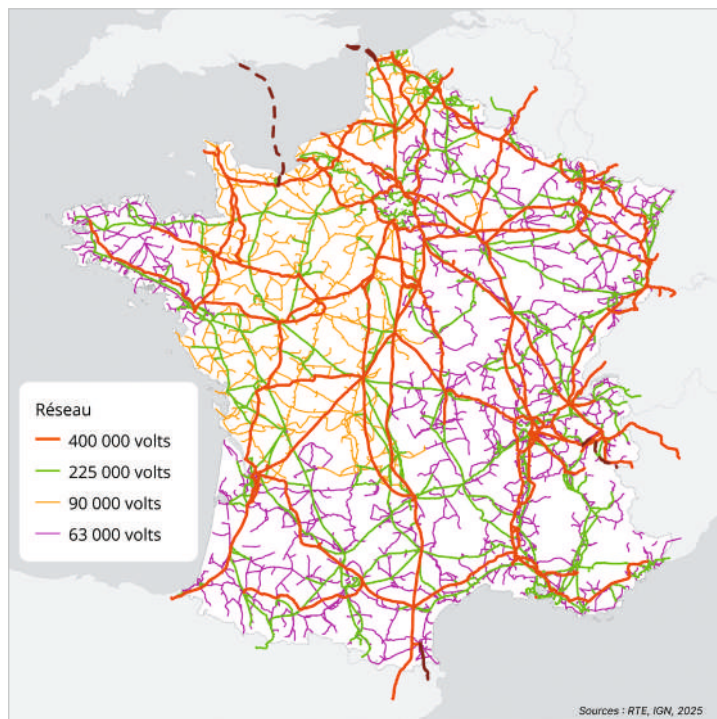 Réseau
400 000 volts
225 000 volts
90 000 volts
63 000 volts
Sources : RTE, IGN, 2025